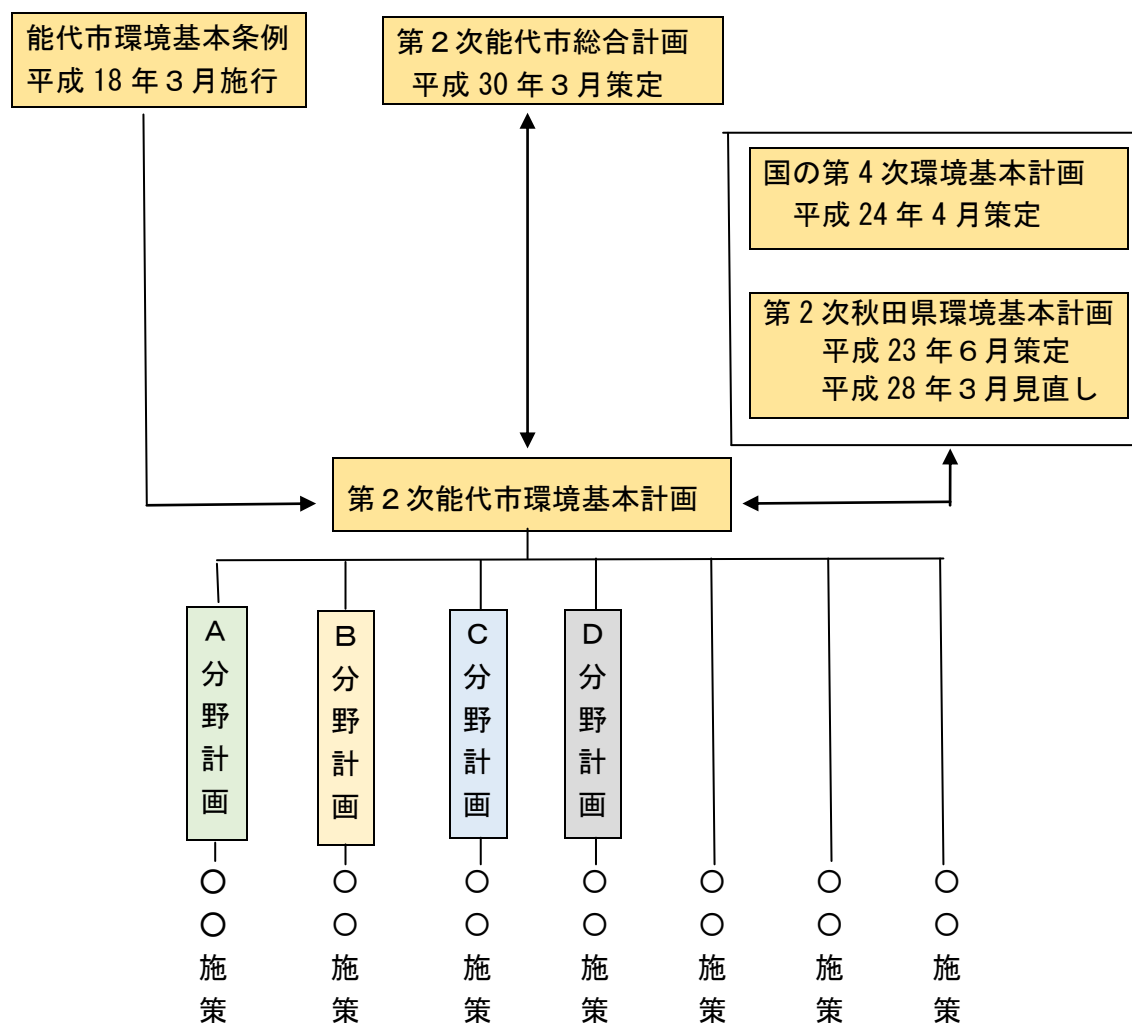 能代市環境基本条例
平成 18 年３月施行
第２次能代市総合計画
平成 30 年３月策定
国の第 4 次環境基本計画
平成 24 年 4 月策定
第 2 次秋田県環境基本計画
平成 23 年６月策定
平成 28 年３月見直し
第２次能代市環境基本計画
Ａ分野計画
Ｂ分野計画
Ｃ分野計画
Ｄ分野計画
○○施策
○○施策
○○施策
○○施策
○○施策
○○施策
○○施策